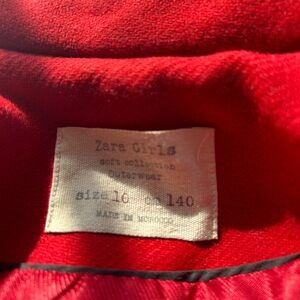 Zara Girls
soft collection
Outerwear
size 10 cm 140
MADE IN MOROCCO